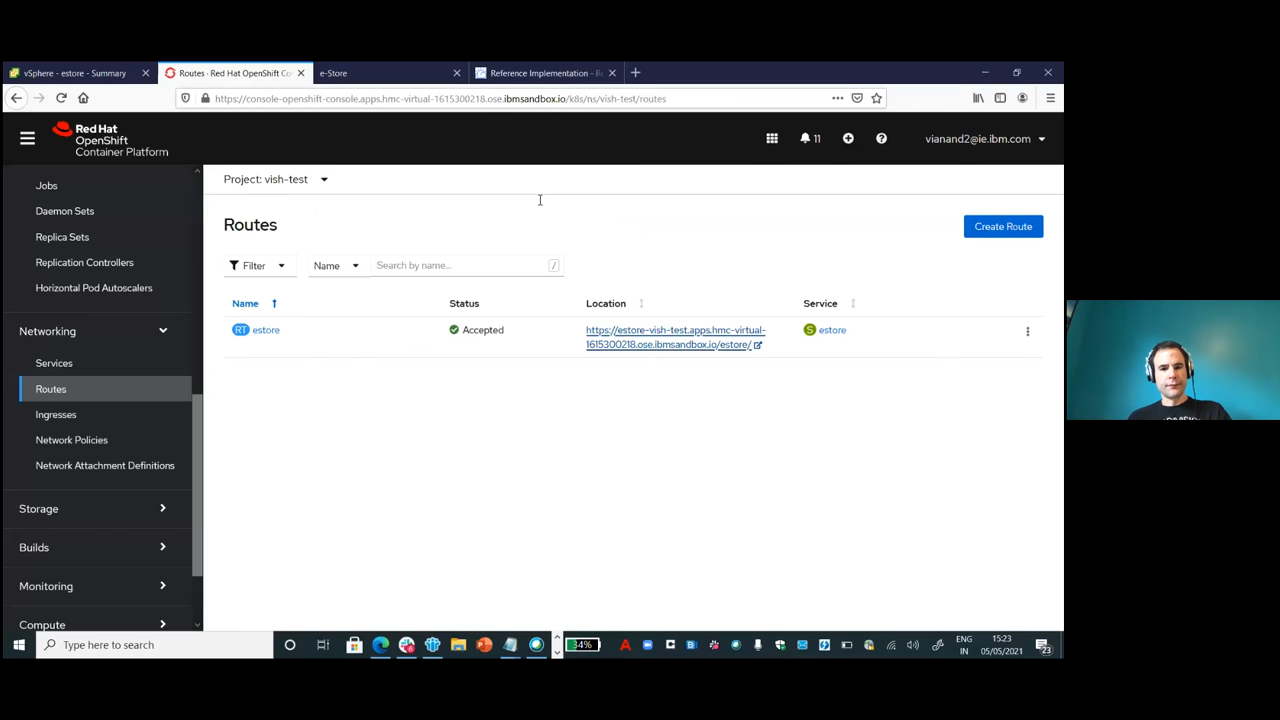 vSphere - estore - Summary
Routes · Red Hat OpenShift Co
e-Store
Reference Implementation - R
https://console-openshift-console.apps.hmc-virtual-1615300218.ose.ibmsandbox.io/k8s/ns/vish-test/routes
Red Hat
OpenShift
Container Platform
11
vianand2@ie.ibm.com
Jobs
Daemon Sets
Replica Sets
Replication Controllers
Horizontal Pod Autoscalers
Networking
Services
Routes
Ingresses
Network Policies
Network Attachment Definitions
Storage
Builds
Monitoring
Compute
Project: vish-test
Routes
Create Route
Filter
Name
Search by name...
/
Name
Status
Location
Service
RT estore
Accepted
https://estore-vish-test.apps.hmc-virtual-
1615300218.ose.ibmsandbox.io/estore/
S estore
Type here to search
34%
ENG
IN
15:23
05/05/2021
23